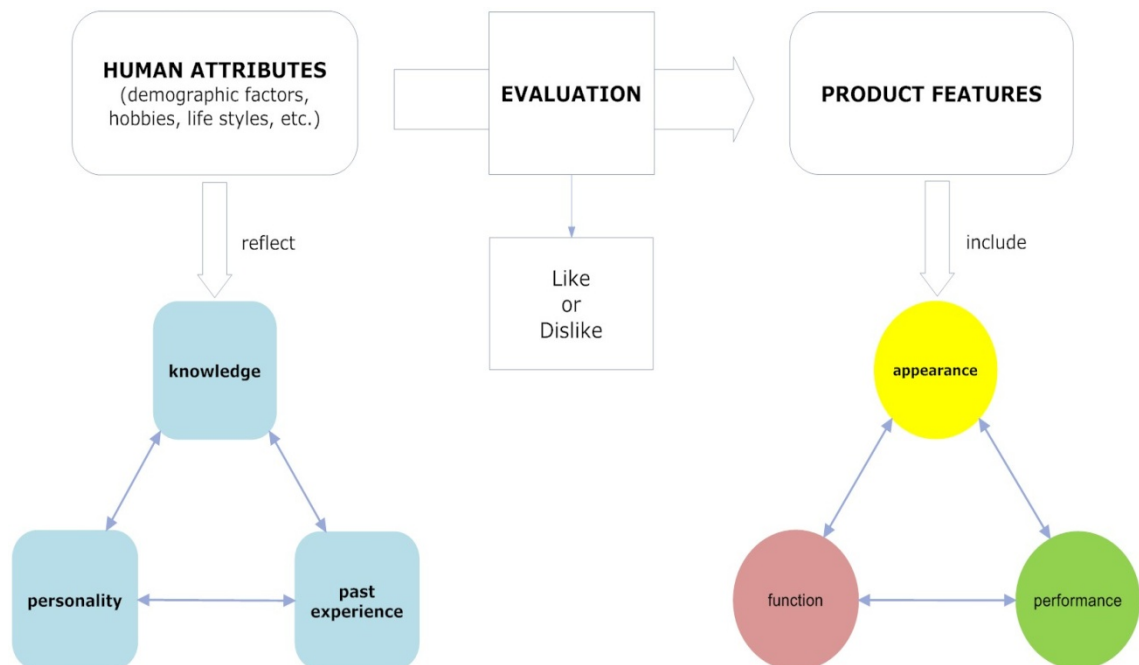 HUMAN ATTRIBUTES
(demographic factors,
hobbies, life styles, etc.)
EVALUATION
PRODUCT FEATURES
reflect
Like
or
Dislike
include
knowledge
personality
past
experience
appearance
function
performance